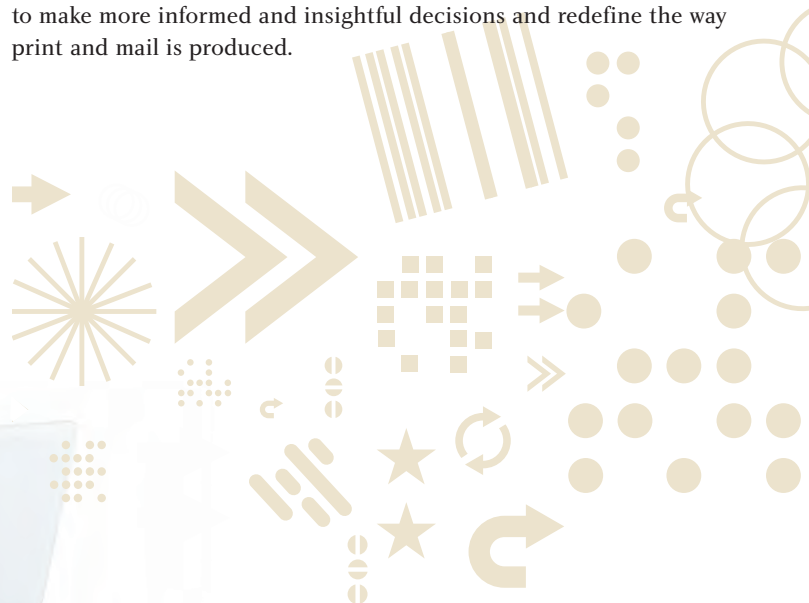 to make more informed and insightful decisions and redefine the way
print and mail is produced.